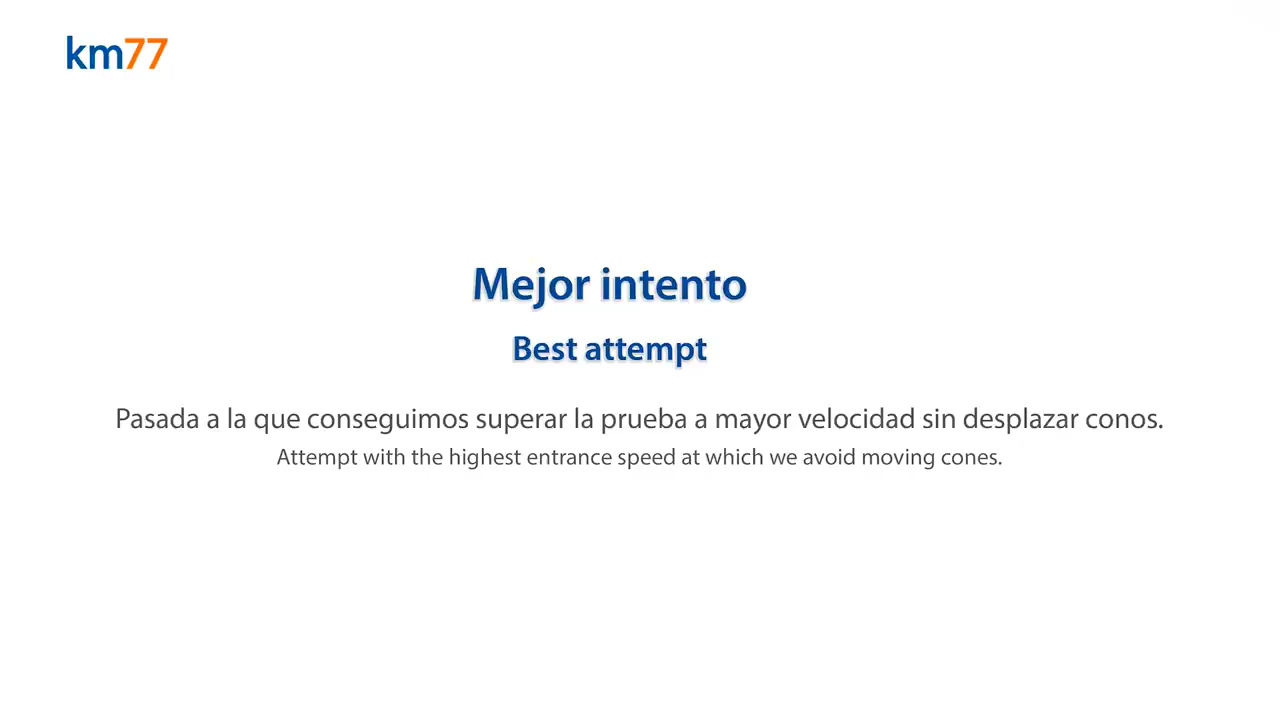 km77
Mejor intento
Best attempt
Pasada a la que conseguimos superar la prueba a mayor velocidad sin desplazar conos.
Attempt with the highest entrance speed at which we avoid moving cones.